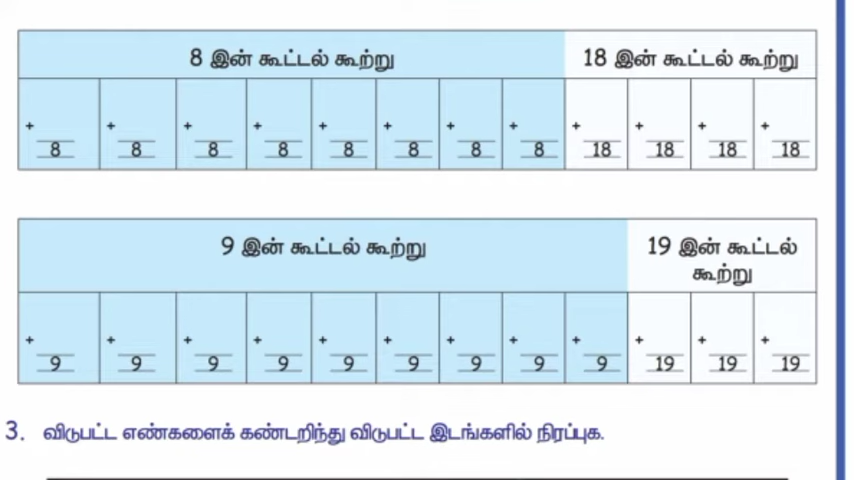 8 இன் கூட்டல் கூற்று 18 இன் கூட்டல் கூற்று
+ + + + + + + + + + + +
8 8 8 8 8 8 8 8 18 18 18 18
9 இன் கூட்டல் கூற்று 19 இன் கூட்டல்
கூற்று
+ + + + + + + + + + + +
9 9 9 9 9 9 9 9 9 19 19 19
3. விடுபட்ட எண்களைக் கண்டறிந்து விடுபட்ட இடங்களில் நிரப்புக.